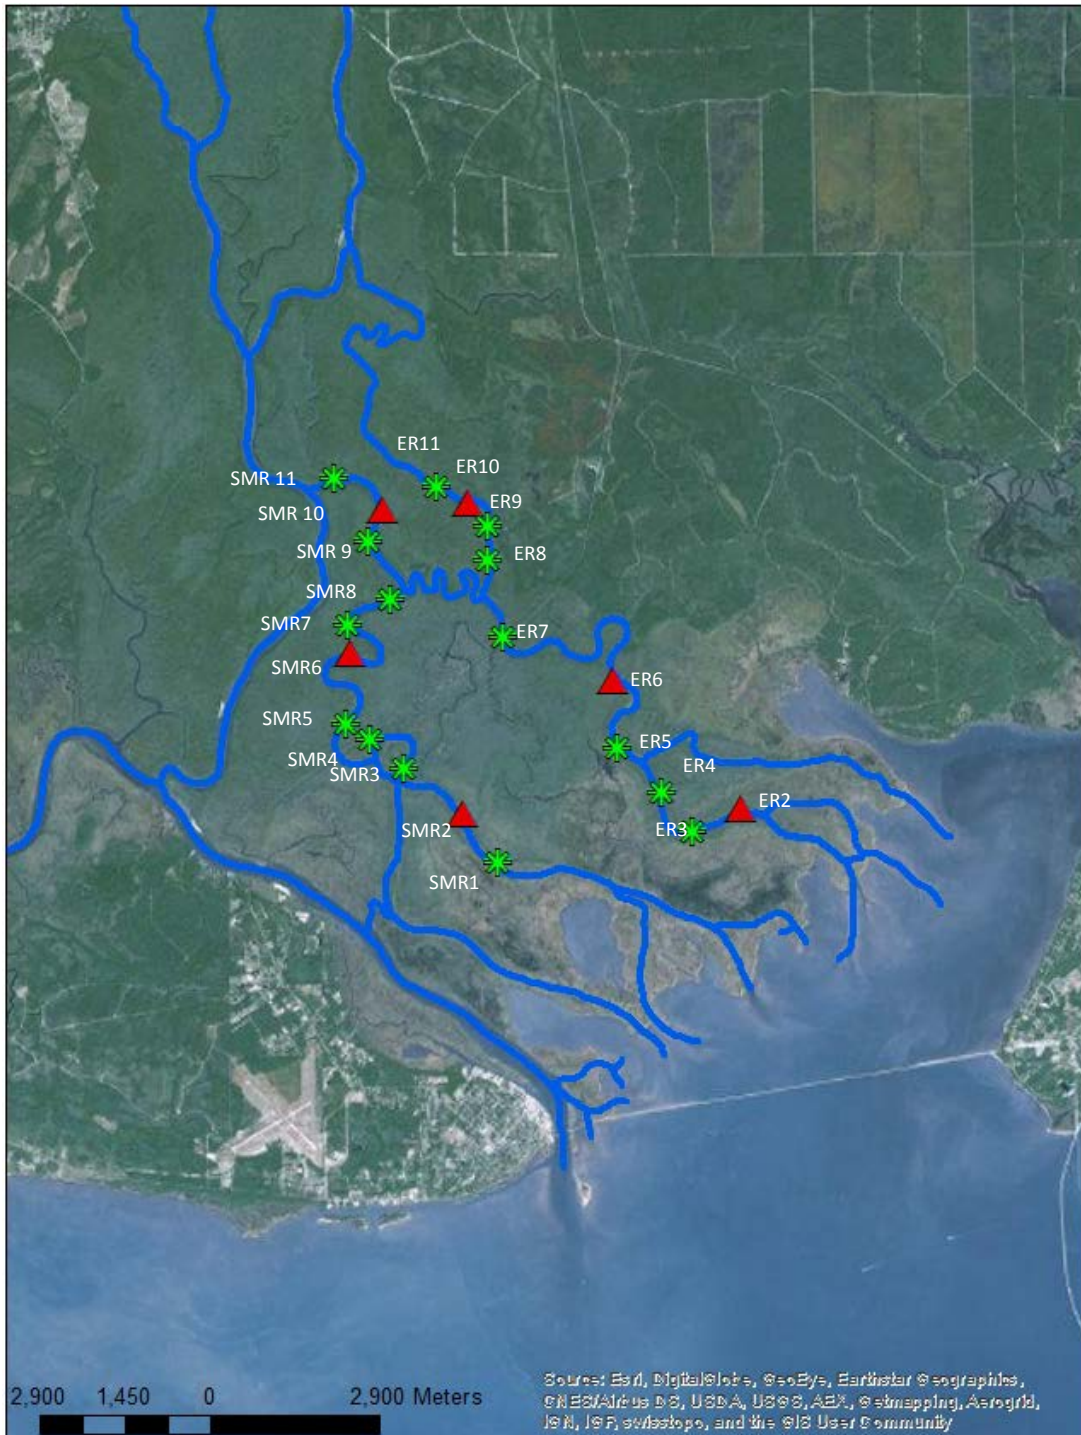 ER11
ER10
SMR 11
ER9
SMR 10
SMR 9
ER8
SMR8
SMR7
ER7
SMR6
ER6
SMR5
ER5
SMR4
ER4
SMR3
ER2
SMR2
ER3
SMR1
2,900 1,450 0 2,900 Meters
Source: Esri, DigitalGlobe, GeoEye, Earthstar Geographics,
CNES/Airbus DS, USDA, USGS, AEX, Getmapping, Aerogrid,
IGN, IGP, swisstopo, and the GIS User Community